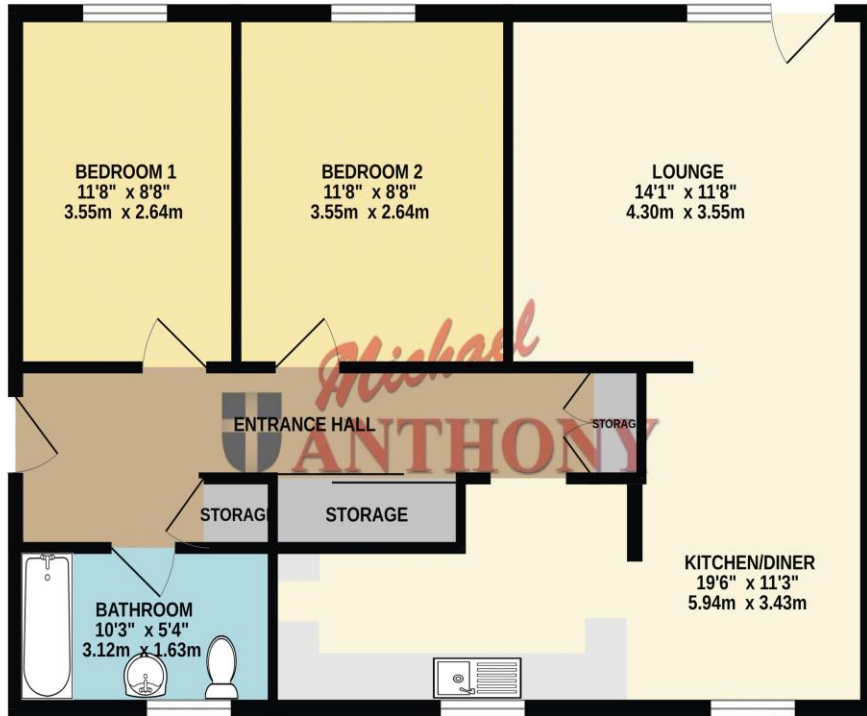 BEDROOM 1
11'8" x 8'8"
3.55m x 2.64m
BEDROOM 2
11'8" x 8'8"
3.55m x 2.64m
LOUNGE
14'1" x 11'8"
4.30m x 3.55m
Michael
ANTHONY
ENTRANCE HALL
STORAGE
STORAGE
STORAGE
KITCHEN/DINER
19'6" x 11'3"
5.94m x 3.43m
BATHROOM
10'3" x 5'4"
3.12m x 1.63m